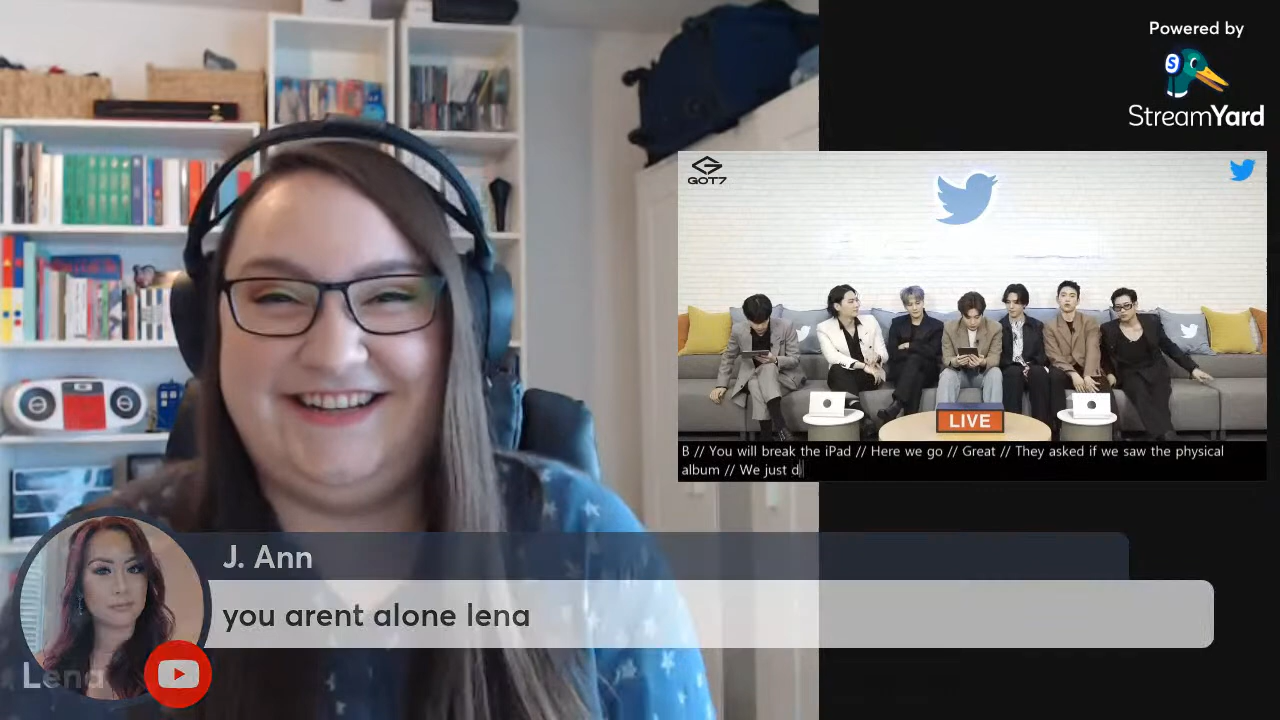 Powered by
S
StreamYard
GOT7
LIVE
B // You will break the iPad // Here we go // Great // They asked if we saw the physical
album // We just d
J. Ann
you arent alone lena
Lena